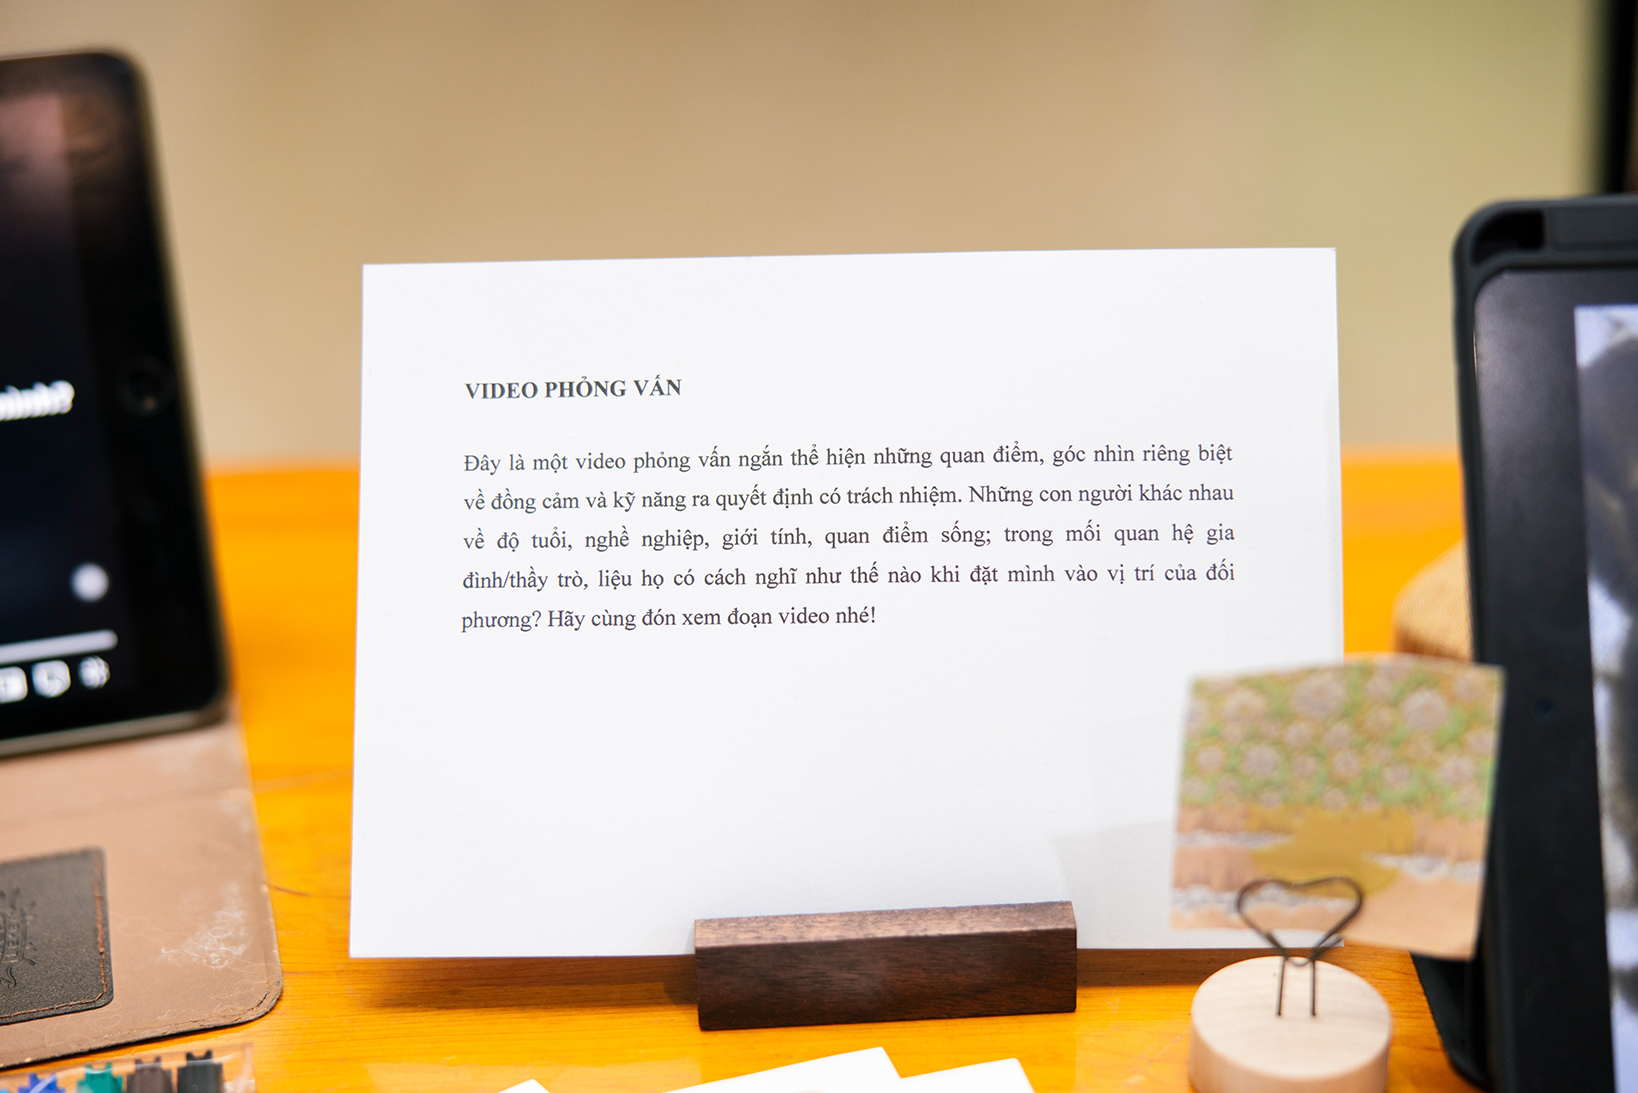 VIDEO PHỎNG VẤN
Đây là một video phỏng vấn ngắn thể hiện những quan điểm, góc nhìn riêng biệt
về đồng cảm và kỹ năng ra quyết định có trách nhiệm. Những con người khác nhau
về độ tuổi, nghề nghiệp, giới tính, quan điểm sống; trong mối quan hệ gia
đình/thầy trò, liệu họ có cách nghĩ như thế nào khi đặt mình vào vị trí của đối
phương? Hãy cùng đón xem đoạn video nhé!